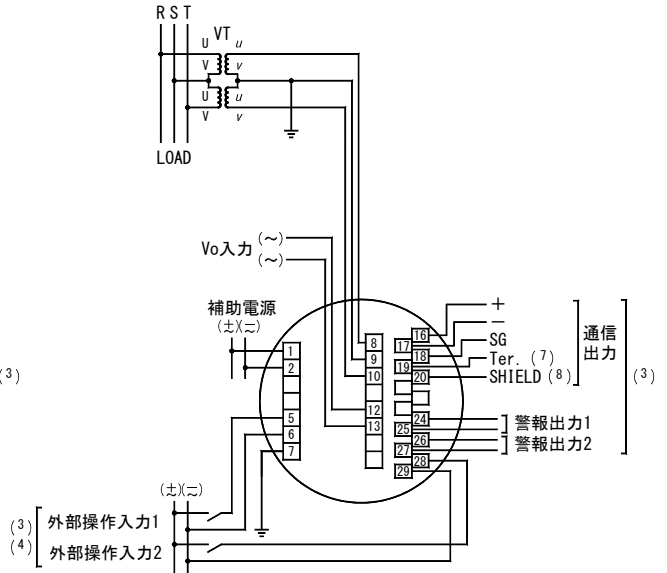 R S T
VT
U u
V v
U u
V v
LOAD
Vo入力 (～)
(～)
補助電源
(±)(=)
1
2
5
6
7
8
9
10
12
13
16
17
18
19
20
24
25
26
27
28
29
+
−
SG
Ter. (7)
SHIELD (8)
通信
出力
(3)
警報出力1
警報出力2
(3)
(±)(=)
(3)
(4)
外部操作入力1
外部操作入力2